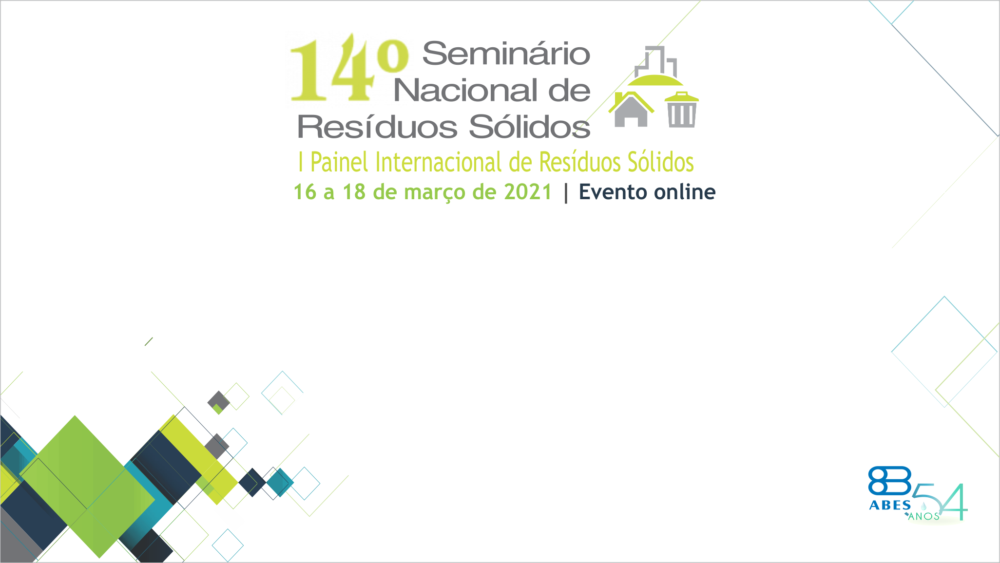 14º Seminário
Nacional de
Resíduos Sólidos
I Painel Internacional de Resíduos Sólidos
16 a 18 de março de 2021 | Evento online
ABES 54
ANOS